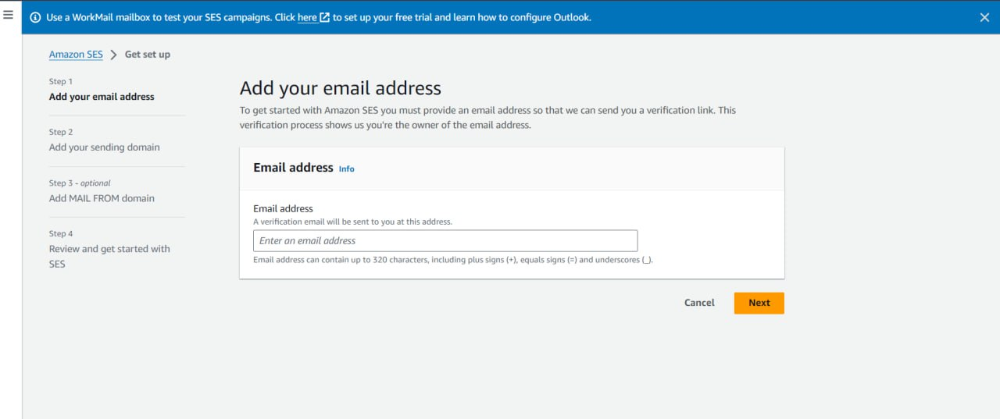 Use a WorkMail mailbox to test your SES campaigns. Click here to set up your free trial and learn how to configure Outlook.
Amazon SES > Get set up
Step 1
Add your email address
Step 2
Add your sending domain
Step 3 - optional
Add MAIL FROM domain
Step 4
Review and get started with
SES
Add your email address
To get started with Amazon SES you must provide an email address so that we can send you a verification link. This
verification process shows us you're the owner of the email address.
Email address Info
Email address
A verification email will be sent to you at this address.
Enter an email address
Email address can contain up to 320 characters, including plus signs (+), equals signs (=) and underscores (_).
Cancel
Next